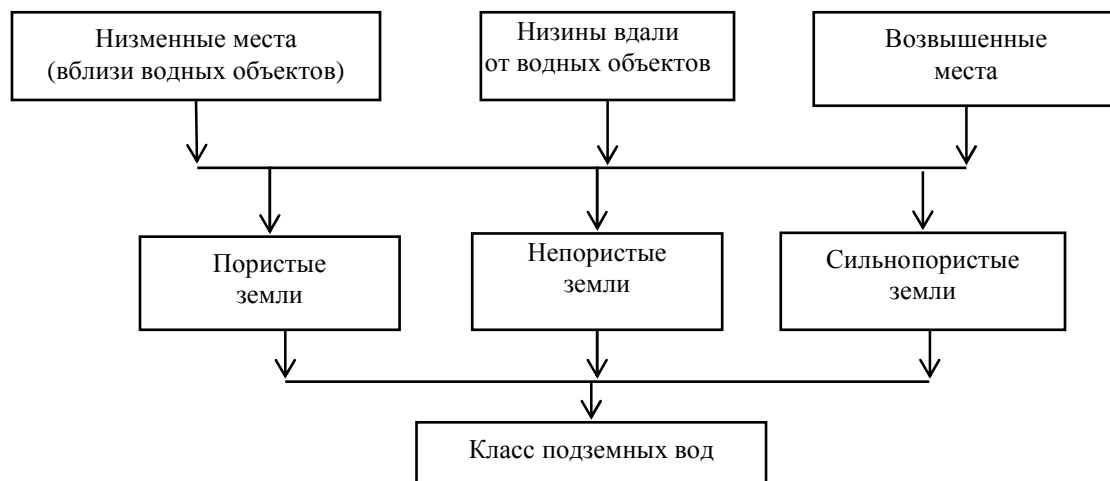 Низменные места
(вблизи водных объектов)
Низины вдали
от водных объектов
Возвышенные
места
Пористые
земли
Непористые
земли
Сильнопористые
земли
Класс подземных вод